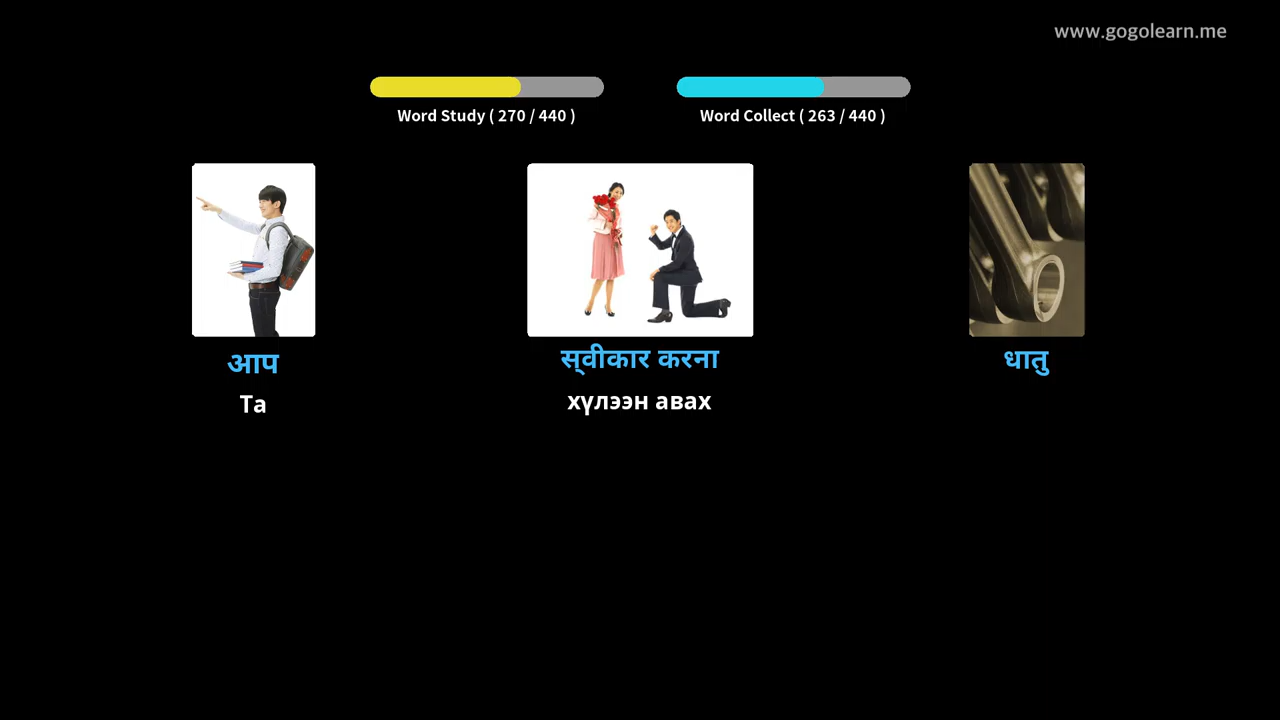 www.gogolearn.me
Word Study ( 270 / 440 )
Word Collect ( 263 / 440 )
आप
Та
स्वीकार करना
хүлээн авах
धातु